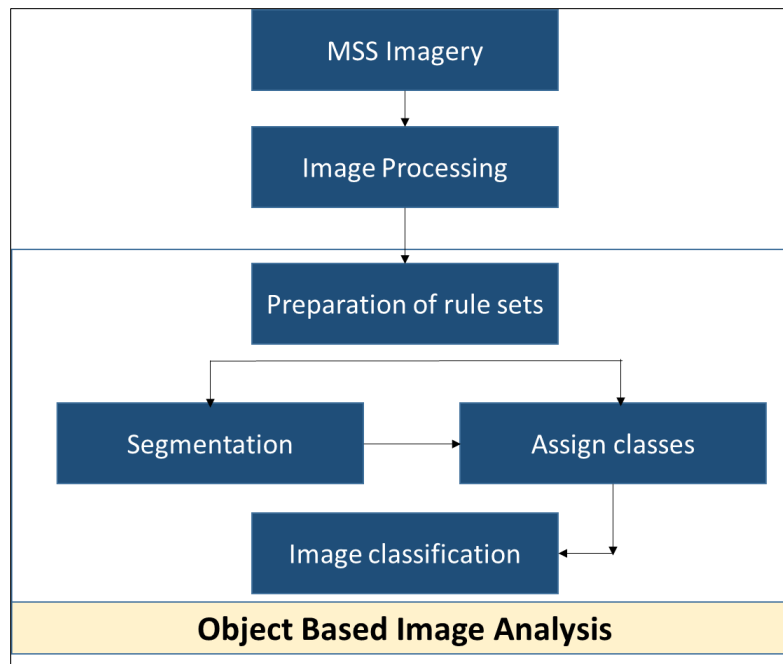 MSS Imagery
Image Processing
Preparation of rule sets
Segmentation
Assign classes
Image classification
Object Based Image Analysis